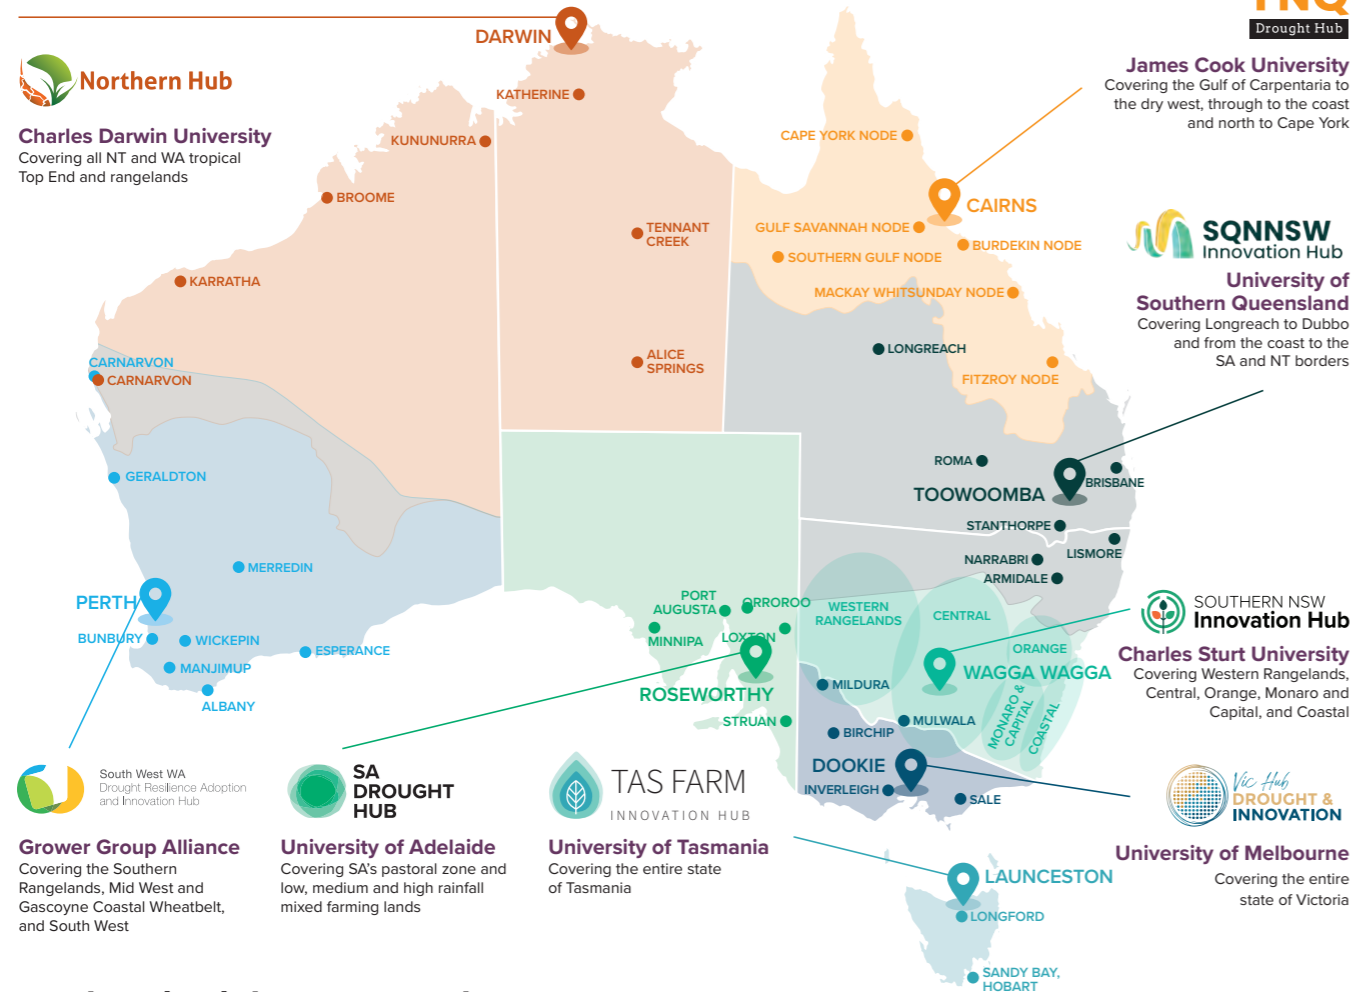 Northern Hub
Charles Darwin University
Covering all NT and WA tropical
Top End and rangelands
DARWIN
KATHERINE
KUNUNURRA
BROOME
TENNANT
CREEK
KARRATHA
ALICE
SPRINGS
CARNARVON
CARNARVON
TNQ
Drought Hub
James Cook University
Covering the Gulf of Carpentaria to
the dry west, through to the coast
and north to Cape York
CAPE YORK NODE
CAIRNS
GULF SAVANNAH NODE
BURDEKIN NODE
SOUTHERN GULF NODE
MACKAY WHITSUNDAY NODE
FITZROY NODE
SQNNSW
Innovation Hub
University of
Southern Queensland
Covering Longreach to Dubbo
and from the coast to the
SA and NT borders
LONGREACH
ROMA
BRISBANE
TOOWOOMBA
STANTHORPE
LISMORE
NARRABRI
ARMIDALE
GERALDTON
MERREDIN
PERTH
BUNBURY
WICKEPIN
ESPERANCE
MANJIMUP
ALBANY
PORT
AUGUSTA
ORROROO
MINNIPA
LOXTON
ROSEWORTHY
STRUAN
WESTERN
RANGELANDS
CENTRAL
ORANGE
WAGGA WAGGA
MONARO &
CAPITAL
COASTAL
SOUTHERN NSW
Innovation Hub
Charles Sturt University
Covering Western Rangelands,
Central, Orange, Monaro and
Capital, and Coastal
MILDURA
MULWALA
BIRCHIP
DOOKIE
INVERLEIGH
SALE
Vic Hub
DROUGHT &
INNOVATION
University of Melbourne
Covering the entire
state of Victoria
South West WA
Drought Resilience Adoption
and Innovation Hub
Grower Group Alliance
Covering the Southern
Rangelands, Mid West and
Gascoyne Coastal Wheatbelt,
and South West
SA
DROUGHT
HUB
University of Adelaide
Covering SA's pastoral zone and
low, medium and high rainfall
mixed farming lands
TAS FARM
INNOVATION HUB
University of Tasmania
Covering the entire state
of Tasmania
LAUNCESTON
LONGFORD
SANDY BAY,
HOBART